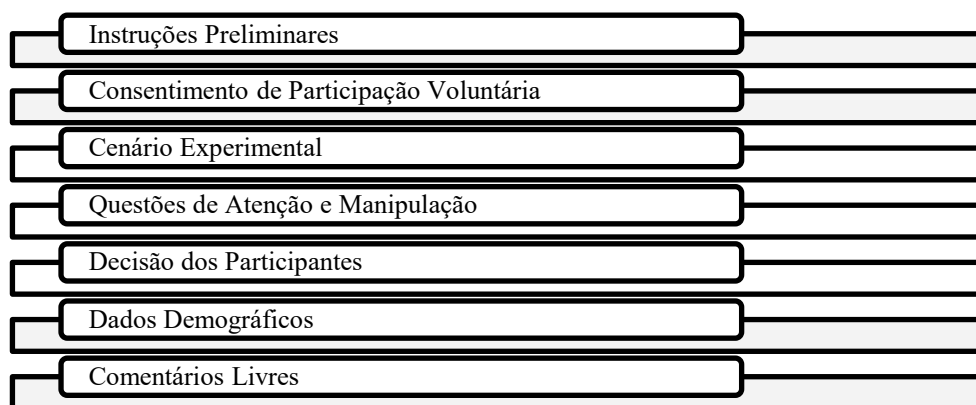 Instruções Preliminares
Consentimento de Participação Voluntária
Cenário Experimental
Questões de Atenção e Manipulação
Decisão dos Participantes
Dados Demográficos
Comentários Livres